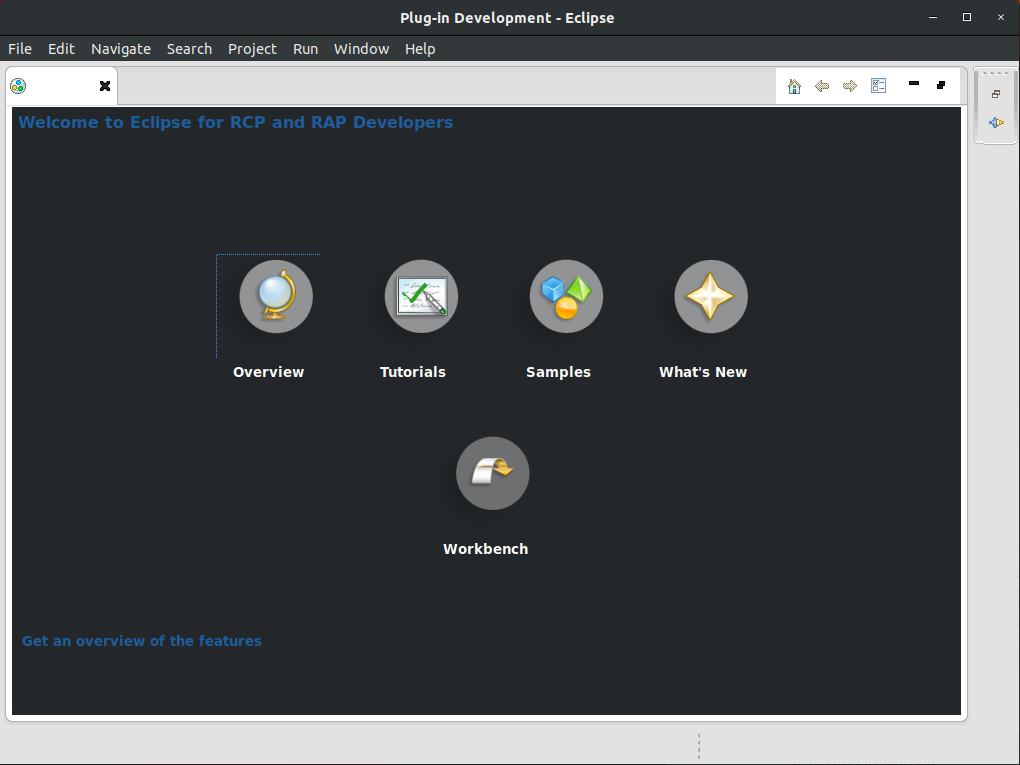 Plug-in Development - Eclipse
File Edit Navigate Search Project Run Window Help
Welcome to Eclipse for RCP and RAP Developers
Overview Tutorials Samples What's New
Workbench
Get an overview of the features